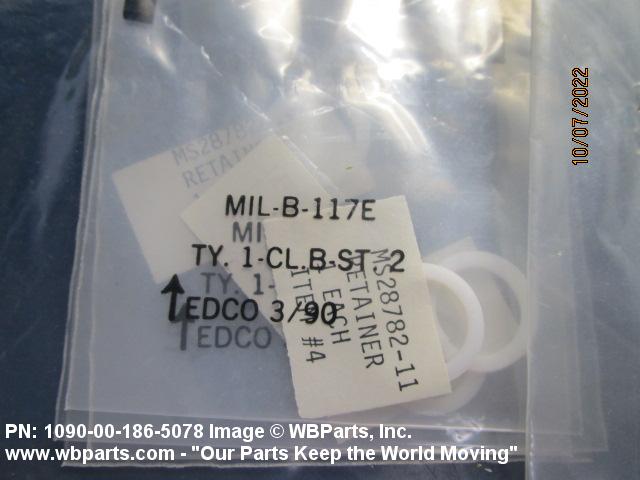 10/07/2022
MS2878
RETAIN
MIL-B-117E
MI
TY. 1-CL.B-ST 2
TY. 1-
EDCO 3/90
EDCO
MS28782-11
RETAINER
1 EACH
ITEM #4
PN: 1090-00-186-5078 Image © WBParts, Inc.
www.wbparts.com - "Our Parts Keep the World Moving"